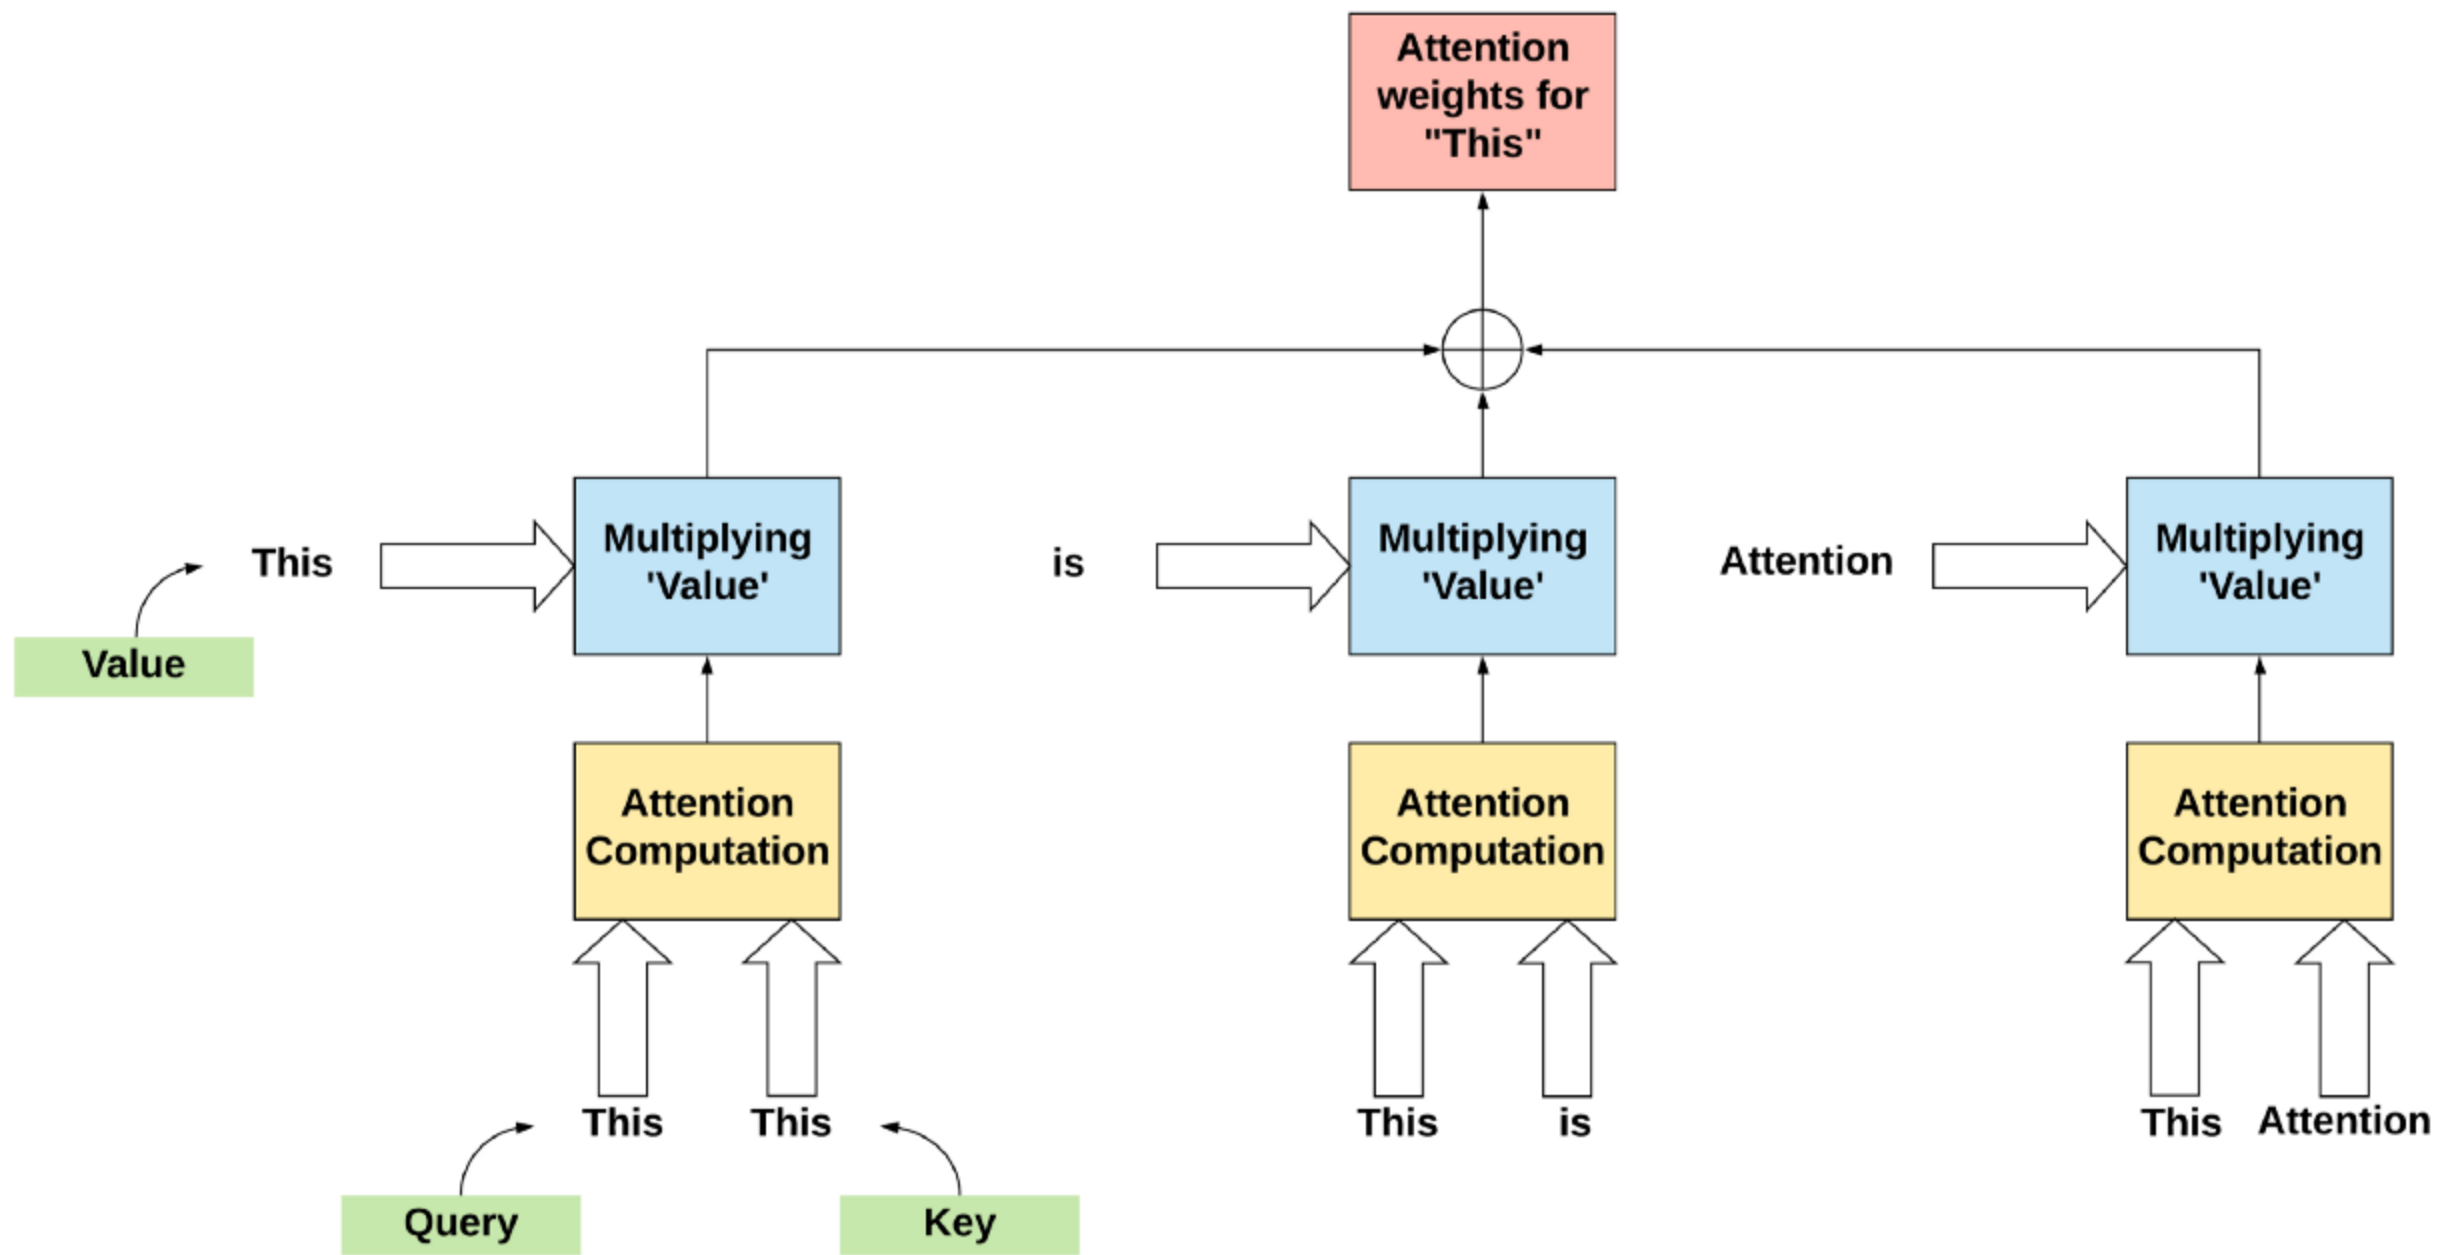 Attention
weights for
"This"
This
Multiplying
'Value'
is
Multiplying
'Value'
Attention
Multiplying
'Value'
Value
Attention
Computation
Attention
Computation
Attention
Computation
This This
This is
This Attention
Query
Key